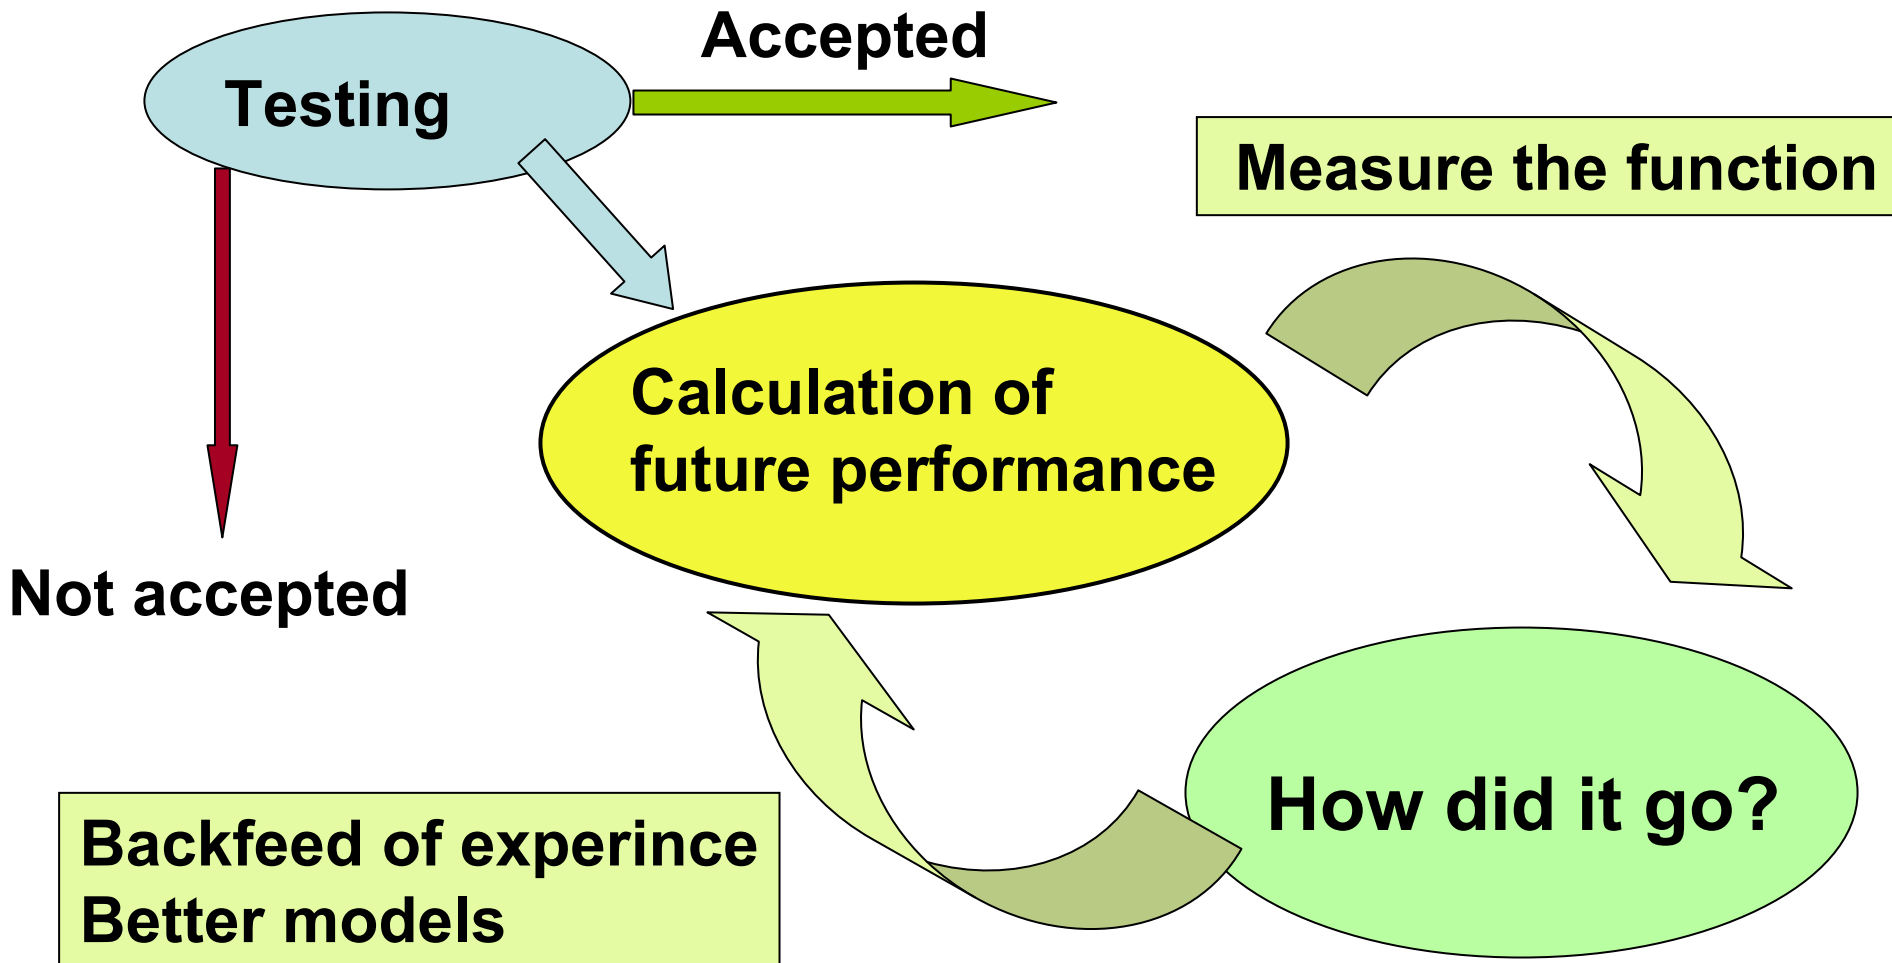 Accepted
Testing
Measure the function
Calculation of
future performance
Not accepted
How did it go?
Backfeed of experince
Better models